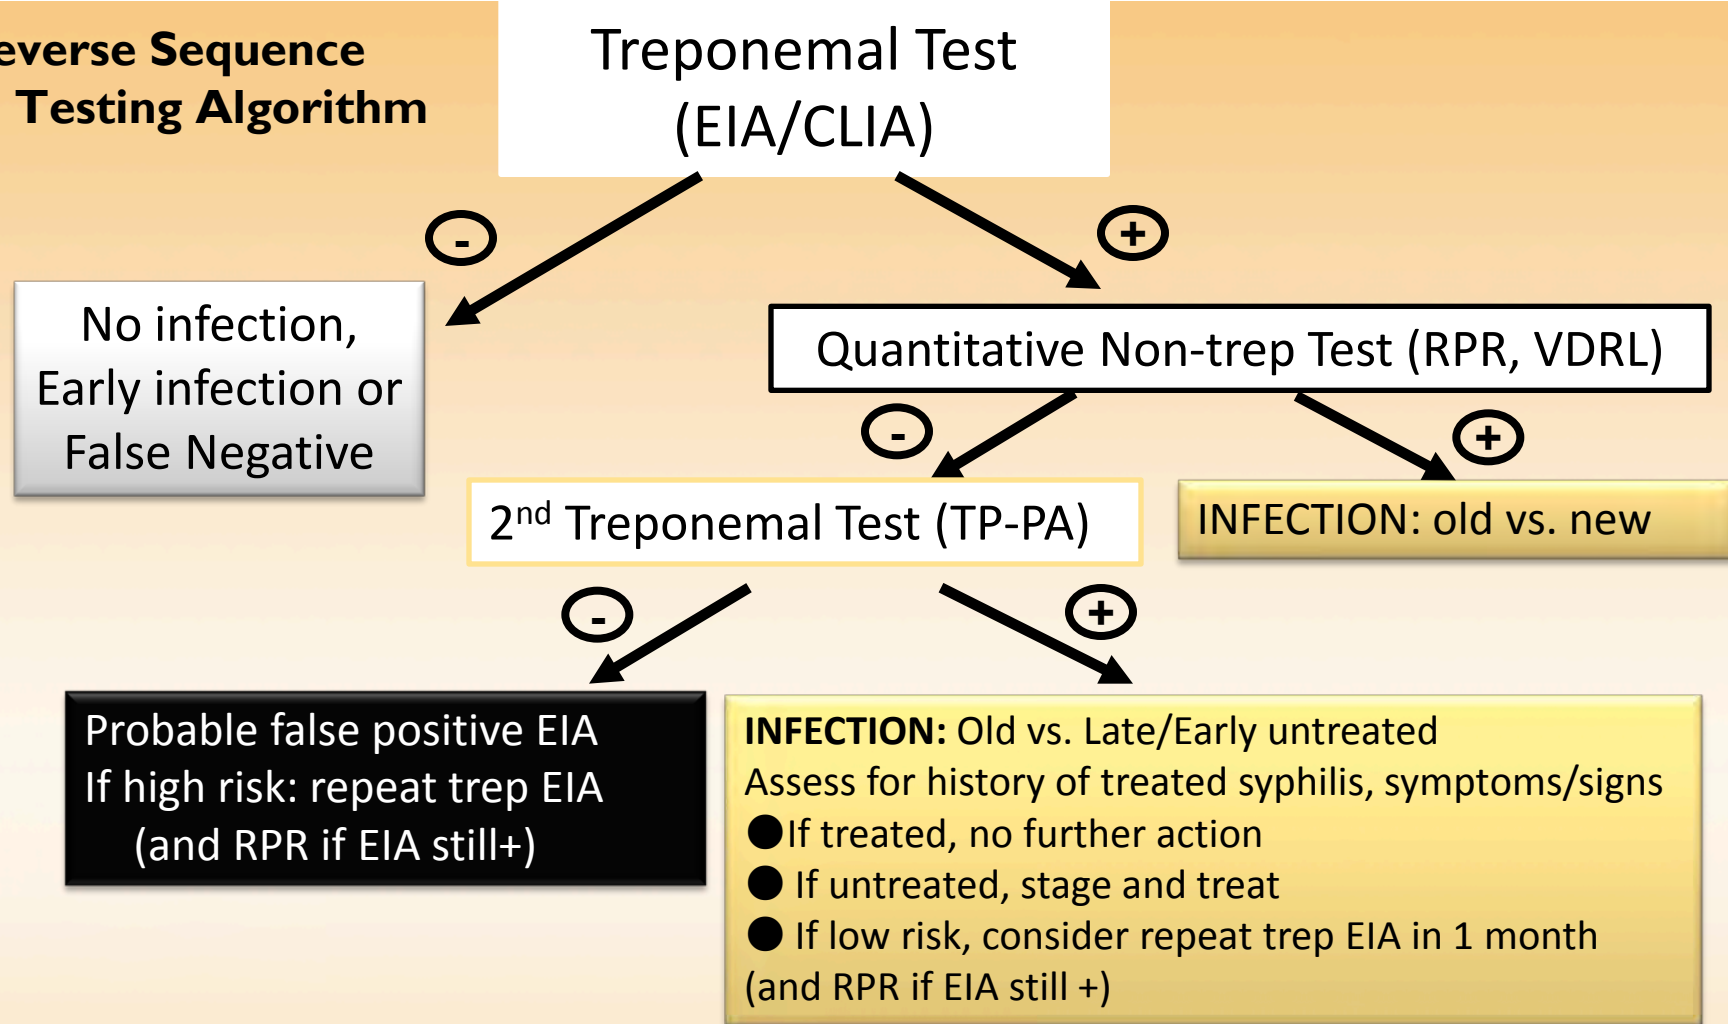 everse Sequence
Testing Algorithm
Treponemal Test
(EIA/CLIA)
-
+
No infection,
Early infection or
False Negative
Quantitative Non-trep Test (RPR, VDRL)
-
+
2nd Treponemal Test (TP-PA)
INFECTION: old vs. new
-
+
Probable false positive EIA
If high risk: repeat trep EIA
(and RPR if EIA still+)
INFECTION: Old vs. Late/Early untreated
Assess for history of treated syphilis, symptoms/signs
●If treated, no further action
● If untreated, stage and treat
● If low risk, consider repeat trep EIA in 1 month
(and RPR if EIA still +)